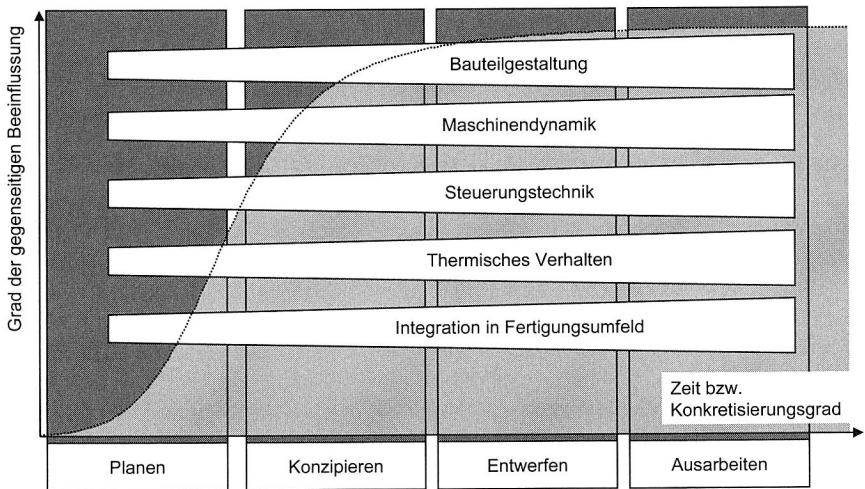 Grad der gegenseitigen Beeinflussung
Bauteilgestaltung
Maschinendynamik
Steuerungstechnik
Thermisches Verhalten
Integration in Fertigungsumfeld
Zeit bzw.
Konkretisierungsgrad
Planen
Konzipieren
Entwerfen
Ausarbeiten